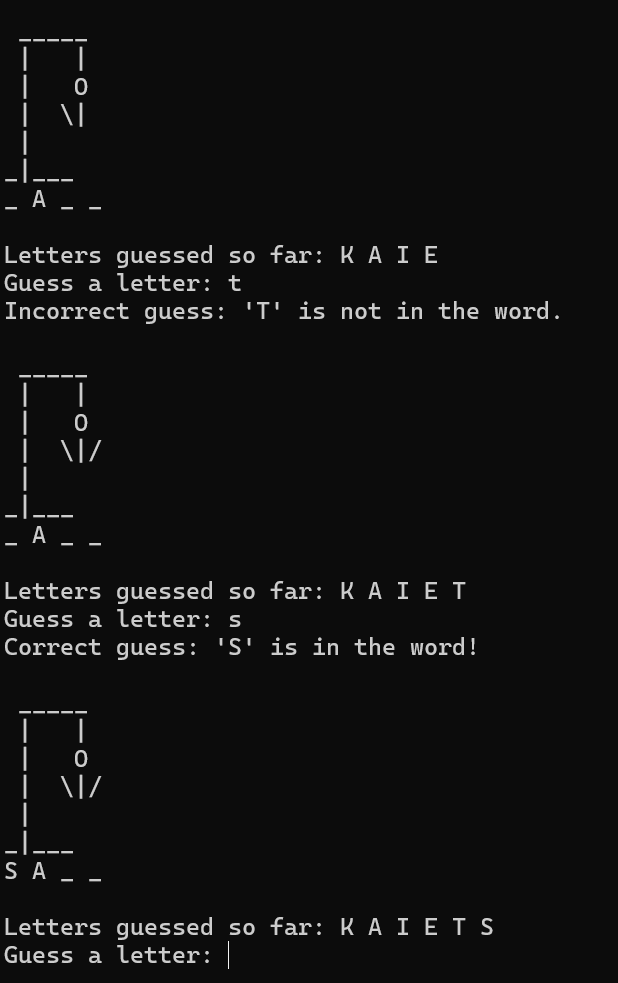 _____
 |   |
 |   O
 |  \|
 |
_|___
_ A _ _

Letters guessed so far: K A I E
Guess a letter: t
Incorrect guess: 'T' is not in the word.

 _____
 |   |
 |   O
 |  \|/
 |
_|___
_ A _ _

Letters guessed so far: K A I E T
Guess a letter: s
Correct guess: 'S' is in the word!

 _____
 |   |
 |   O
 |  \|/
 |
_|___
S A _ _

Letters guessed so far: K A I E T S
Guess a letter: